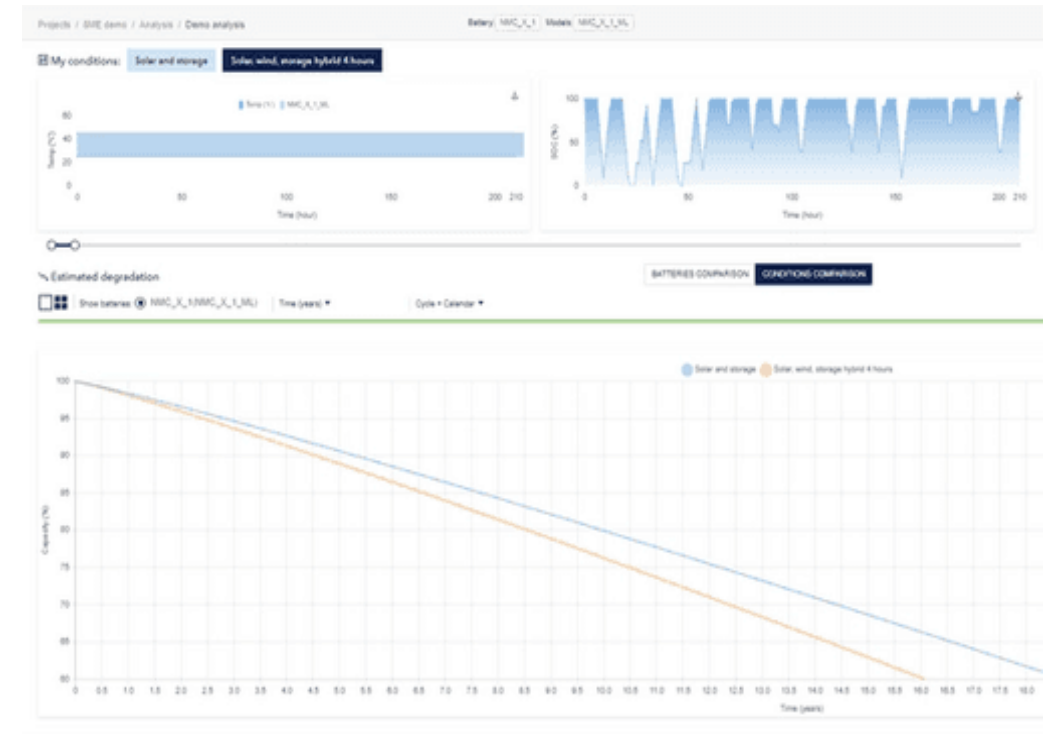 Projects / SME demo / Analysis / Demo analysis
Battery: NMC_X_1 Models: NMC_X_1_ML
My conditions: Solar and storage Solar, wind, storage hybrid 4 hours
Temp (°C) NMC_X_1_ML
Temp (°C)
60
40
20
0
0 50 100 150 200 210
Time (hour)
SOC (%)
100
50
0
0 50 100 150 200 210
Time (hour)
Estimated degradation
BATTERIES COMPARISON CONDITIONS COMPARISON
Show batteries NMC_X_1(NMC_X_1_ML) Time (years) Cycle + Calendar
Solar and storage Solar, wind, storage hybrid 4 hours
Capacity (%)
100
95
90
85
80
75
70
65
60
0 0.5 1.0 1.5 2.0 2.5 3.0 3.5 4.0 4.5 5.0 5.5 6.0 6.5 7.0 7.5 8.0 8.5 9.0 9.5 10.0 10.5 11.0 11.5 12.0 12.5 13.0 13.5 14.0 14.5 15.0 15.5 16.0 16.5 17.0 17.5 18.0
Time (years)